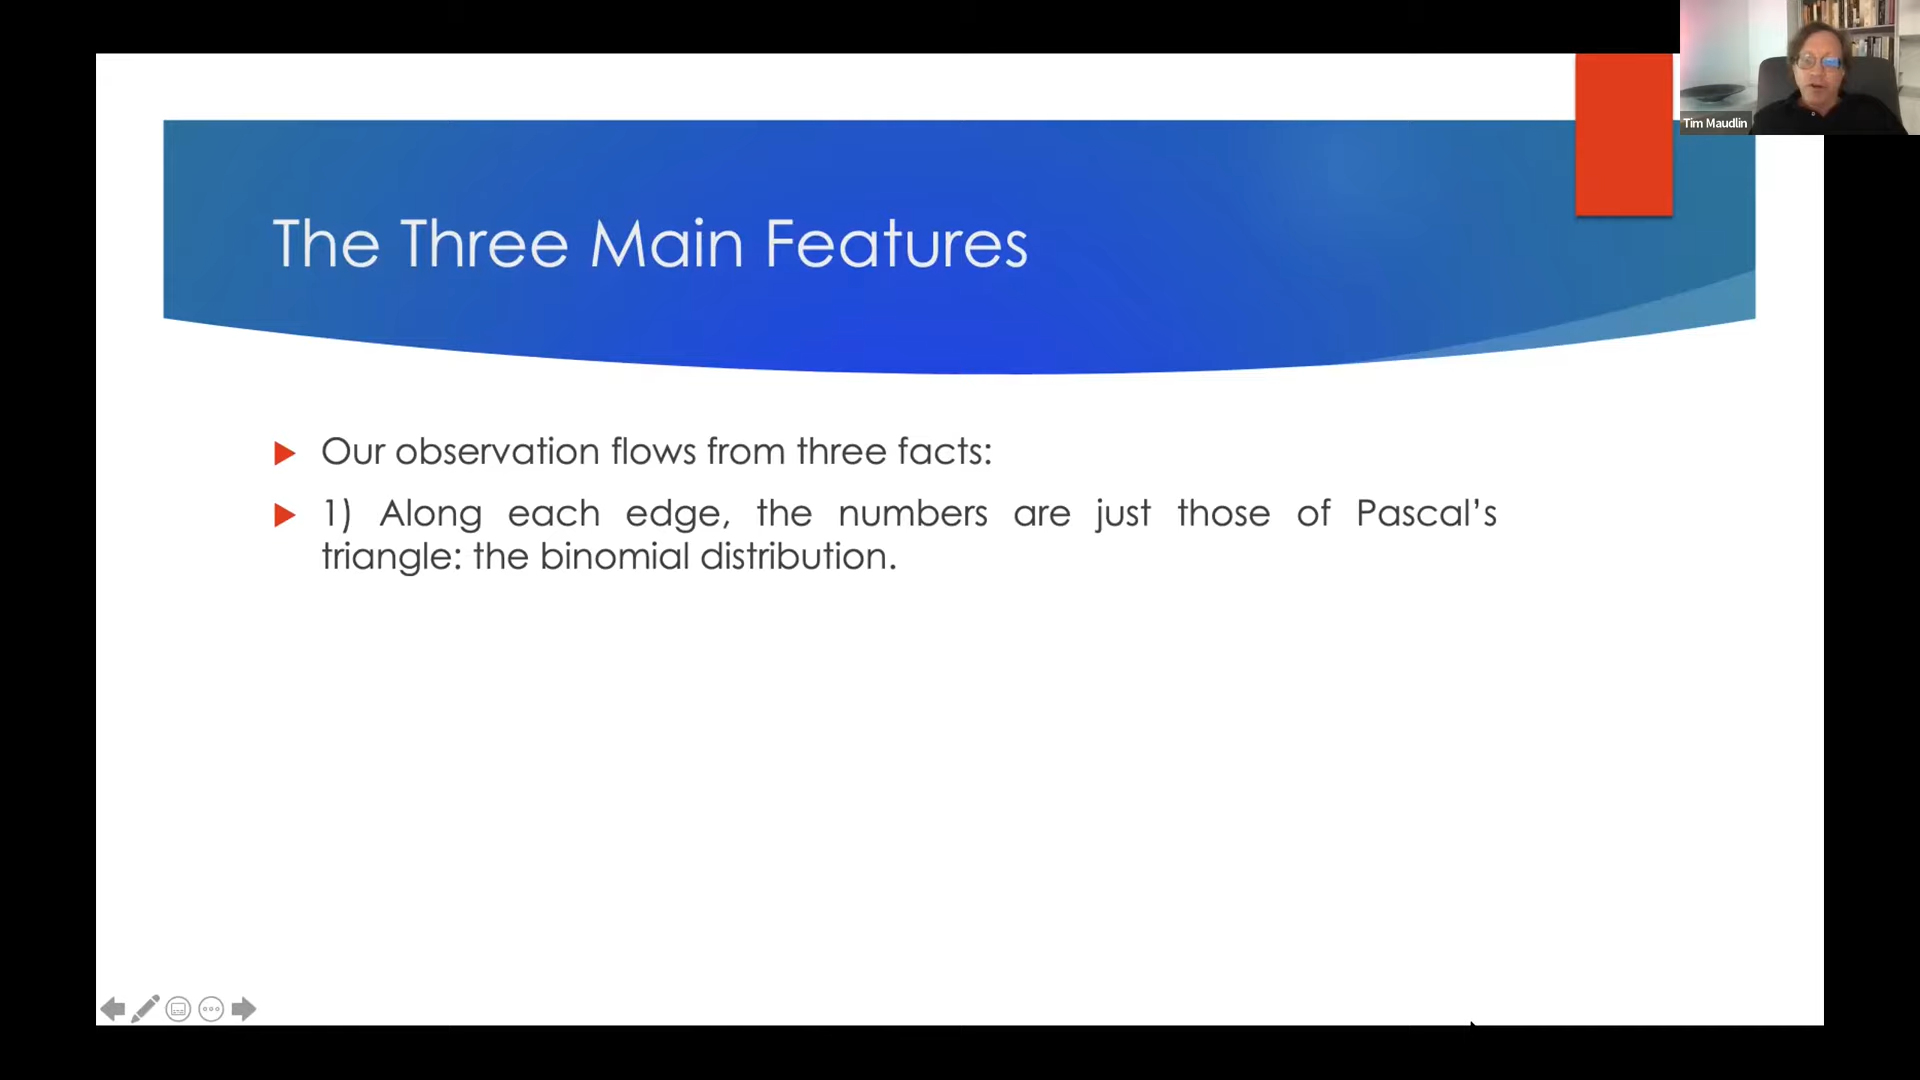 Tim Maudlin
The Three Main Features
Our observation flows from three facts:
1) Along each edge, the numbers are just those of Pascal’s
triangle: the binomial distribution.